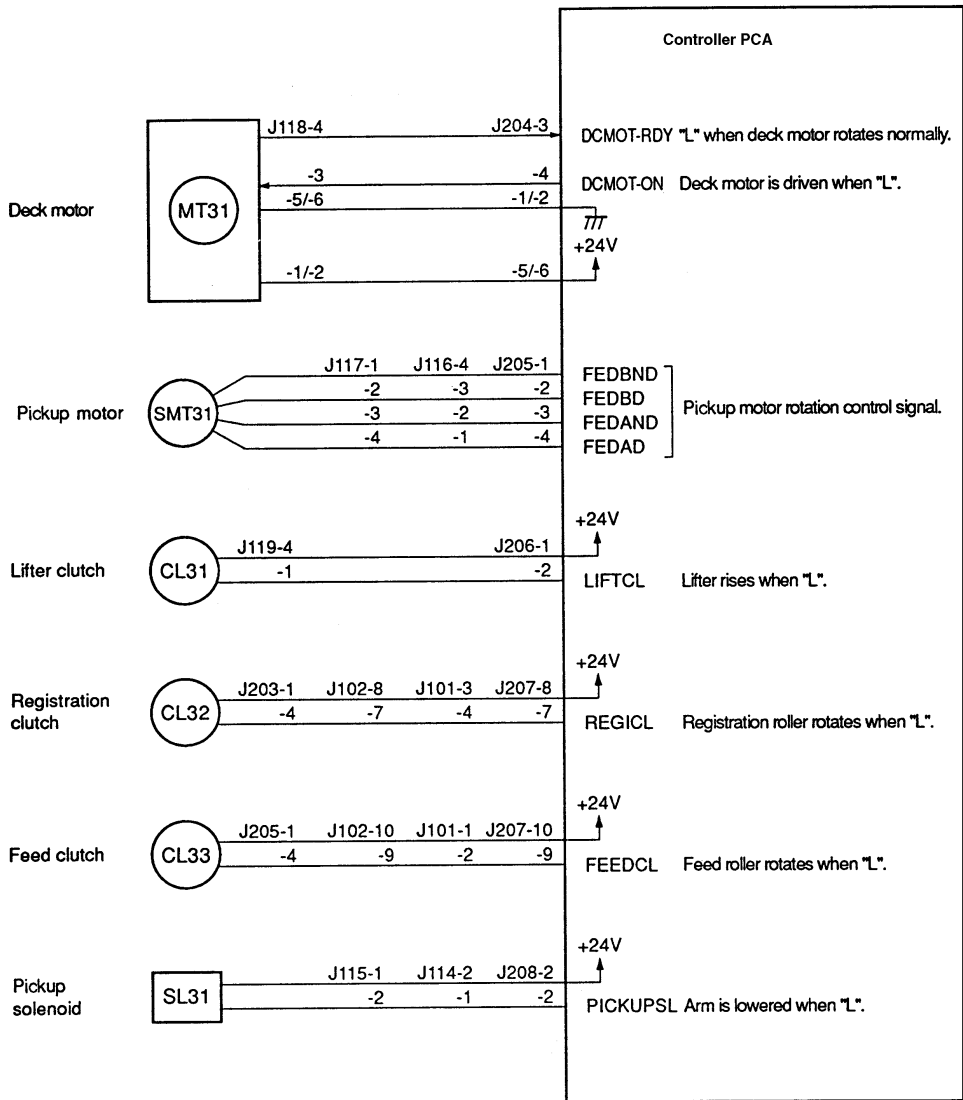 Controller PCA
J118-4 J204-3
DCMOT-RDY "L" when deck motor rotates normally.
-3 -4
DCMOT-ON Deck motor is driven when "L".
Deck motor MT31 -5/-6 -1/-2
+24V
-1/-2 -5/-6
J117-1 J116-4 J205-1 FEDBND
-2 -3 -2 FEDBD
Pickup motor SMT31 -3 -2 -3 FEDAND Pickup motor rotation control signal.
-4 -1 -4 FEDAD
+24V
J119-4 J206-1
Lifter clutch CL31 -1 -2 LIFTCL Lifter rises when "L".
+24V
J203-1 J102-8 J101-3 J207-8
Registration
clutch
CL32 -4 -7 -4 -7 REGICL Registration roller rotates when "L".
+24V
J205-1 J102-10 J101-1 J207-10
Feed clutch CL33 -4 -9 -2 -9 FEEDCL Feed roller rotates when "L".
+24V
J115-1 J114-2 J208-2
Pickup
solenoid
SL31 -2 -1 -2 PICKUPSL Arm is lowered when "L".